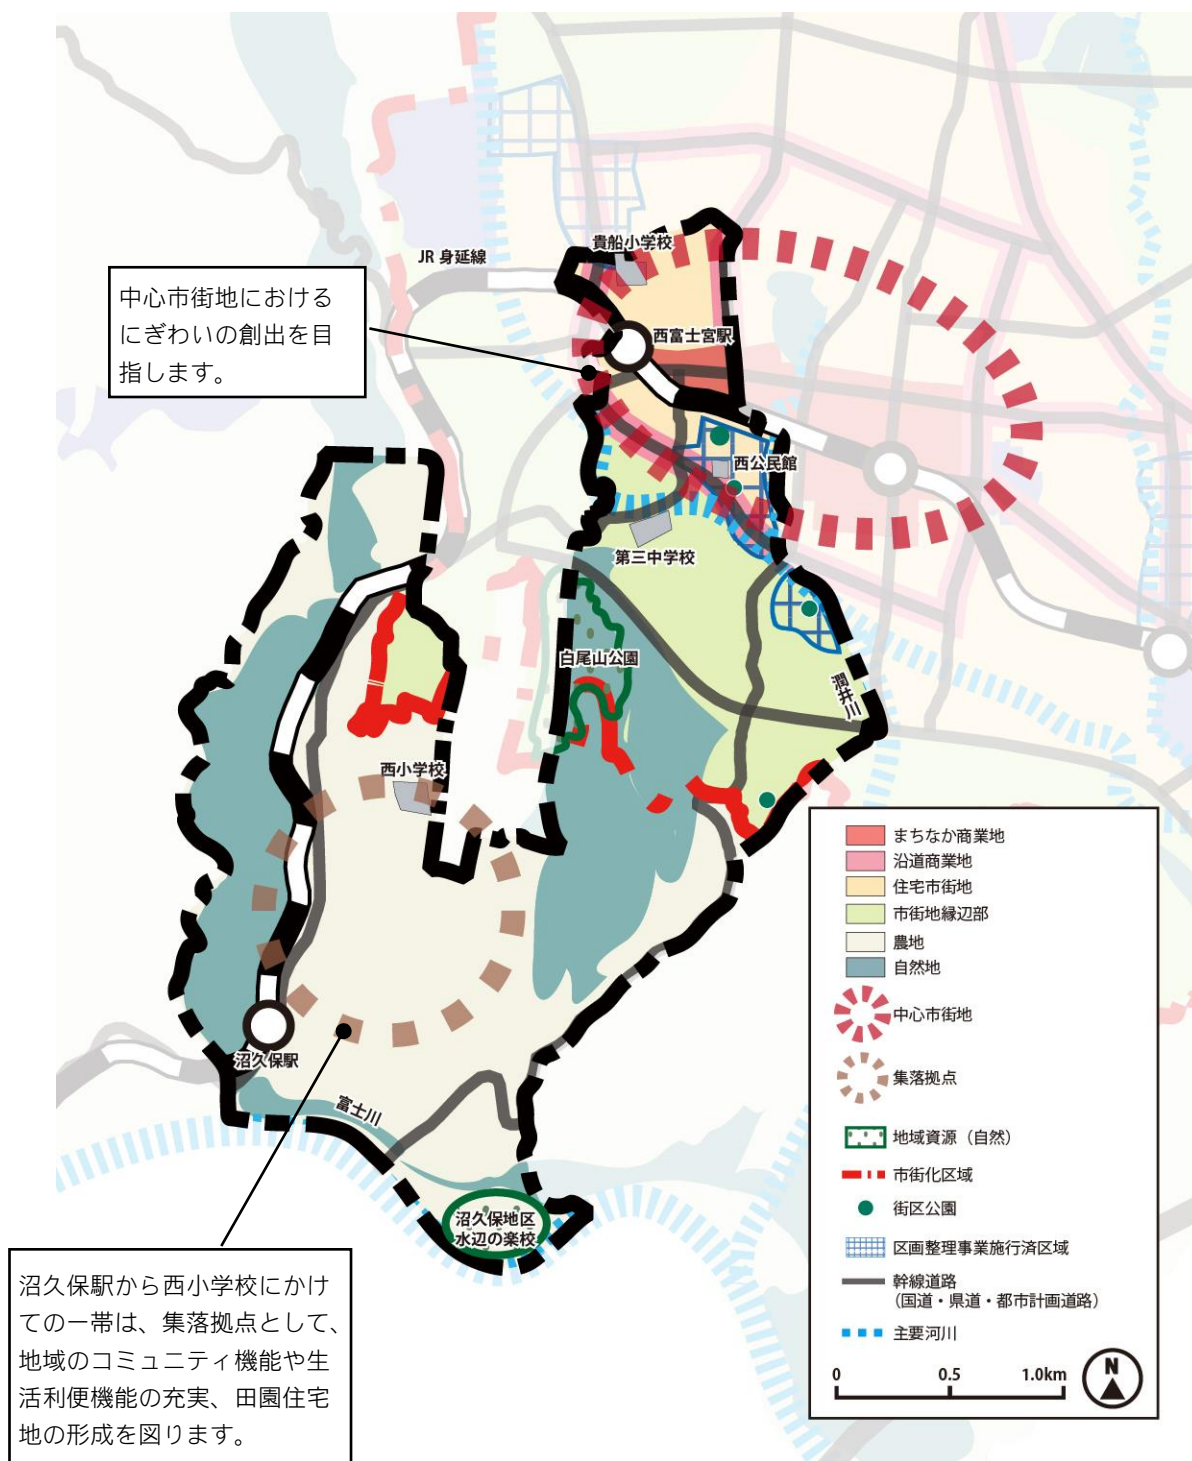 貴船小学校
JR 身延線
中心市街地における
にぎわいの創出を目
指します。
西富士宮駅
西公民館
第三中学校
白尾山公園
潤井川
西小学校
沼久保駅
富士川
沼久保地区
水辺の楽校
沼久保駅から西小学校にかけ
ての一帯は、集落拠点として、
地域のコミュニティ機能や生
活利便機能の充実、田園住宅
地の形成を図ります。
まちなか商業地
沿道商業地
住宅市街地
市街地縁辺部
農地
自然地
中心市街地
集落拠点
地域資源（自然）
市街化区域
街区公園
区画整理事業施行済区域
幹線道路
（国道・県道・都市計画道路）
主要河川
0 0.5 1.0km
N